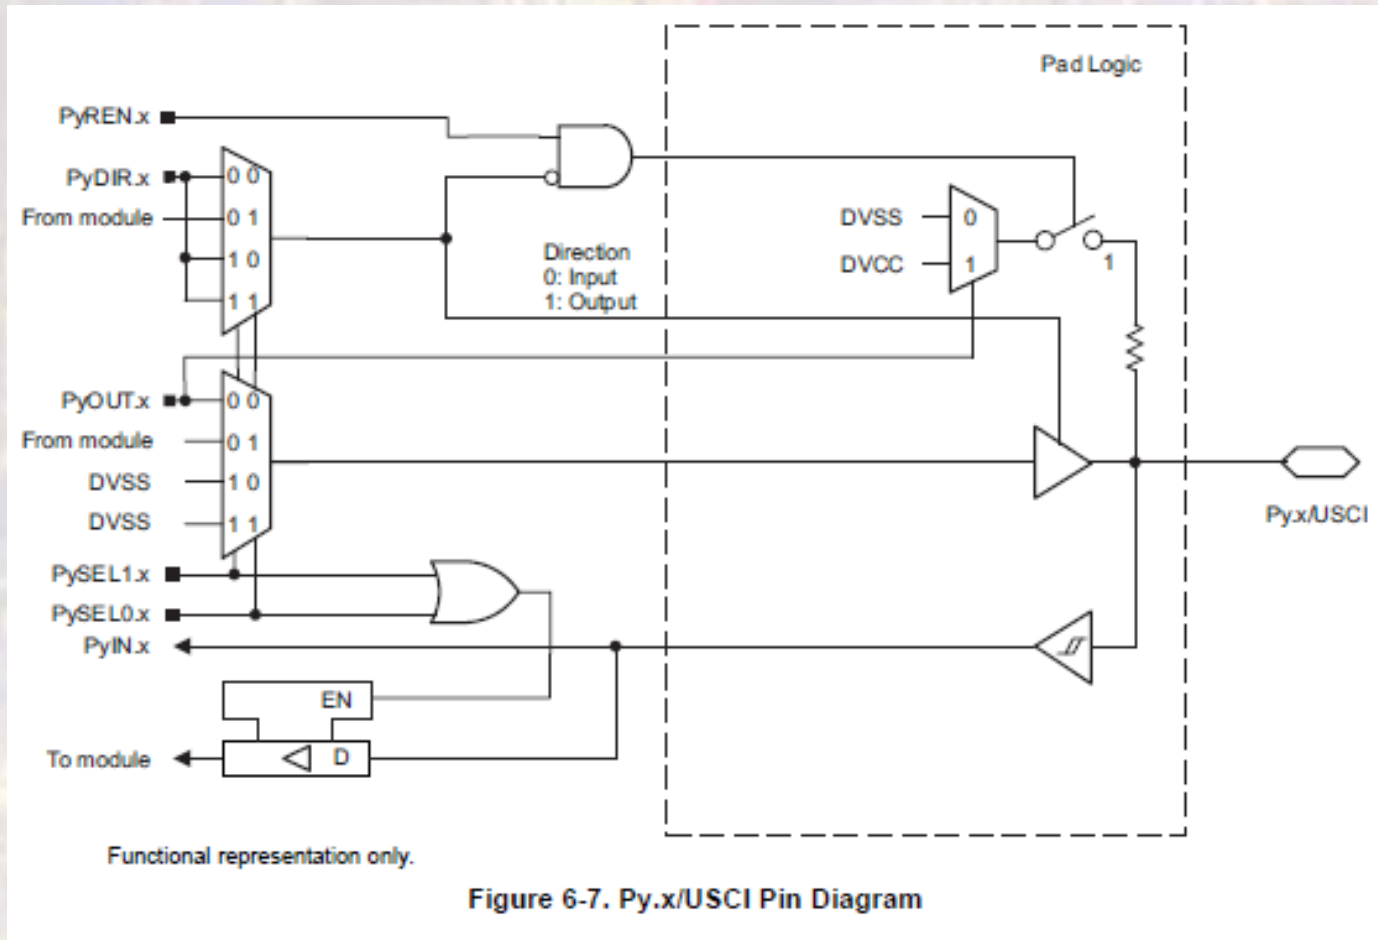 Pad Logic
PyREN.x
PyDIR.x
0 0
From module
0 1
1 0
1 1
Direction
0: Input
1: Output
DVSS
0
DVCC
1
1
PyOUT.x
0 0
From module
0 1
DVSS
1 0
DVSS
1 1
Py.x/USCI
PySEL1.x
PySEL0.x
PyIN.x
EN
To module
D
Functional representation only.
Figure 6-7. Py.x/USCI Pin Diagram